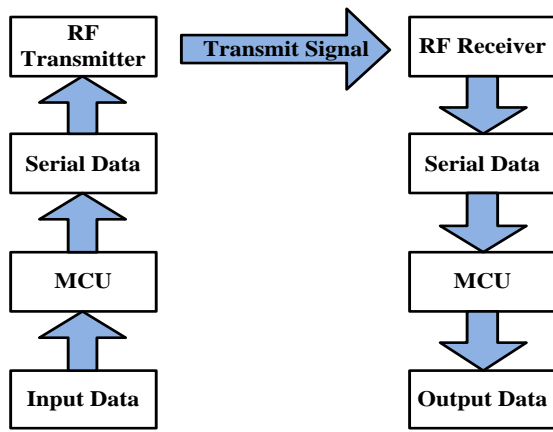 RF
Transmitter
Transmit Signal
RF Receiver
Serial Data
Serial Data
MCU
MCU
Input Data
Output Data